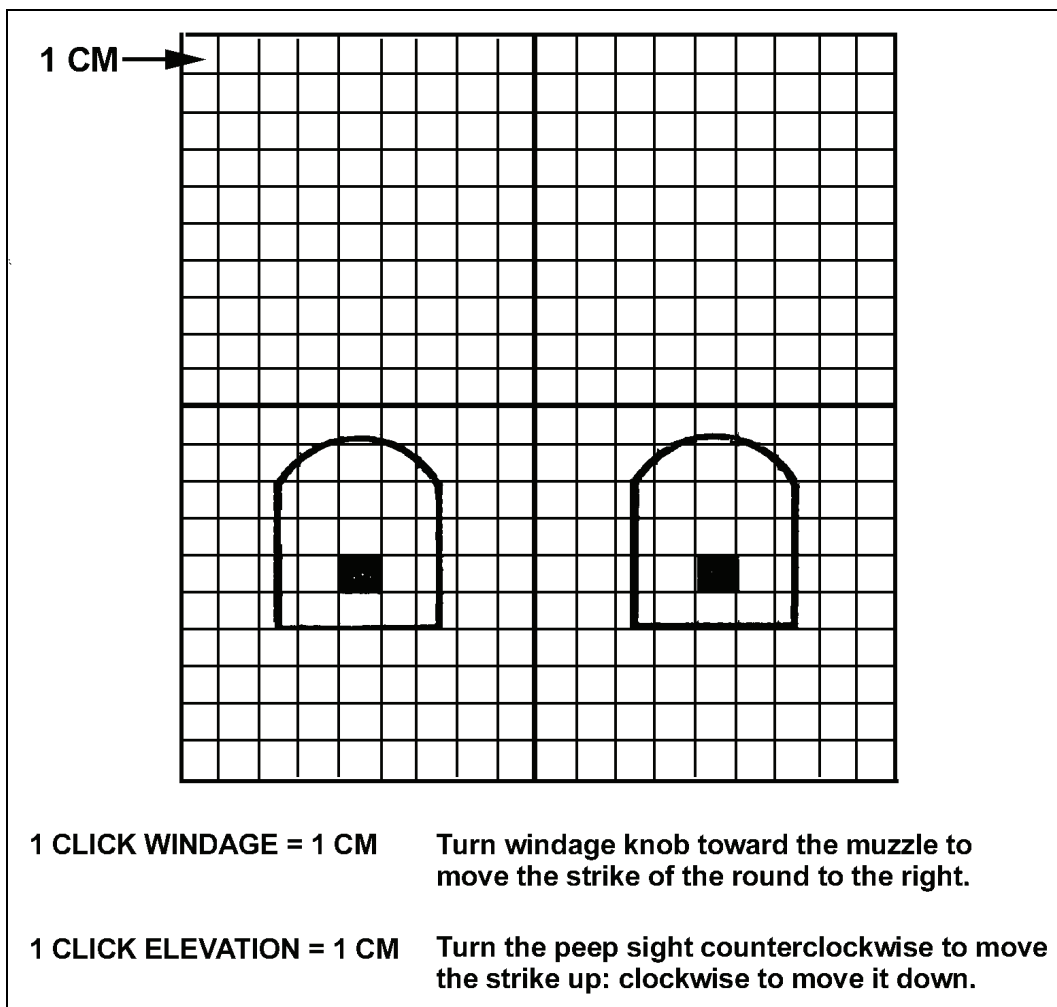 1 CM
1 CLICK WINDAGE = 1 CM
Turn windage knob toward the muzzle to
move the strike of the round to the right.
1 CLICK ELEVATION = 1 CM
Turn the peep sight counterclockwise to move
the strike up: clockwise to move it down.